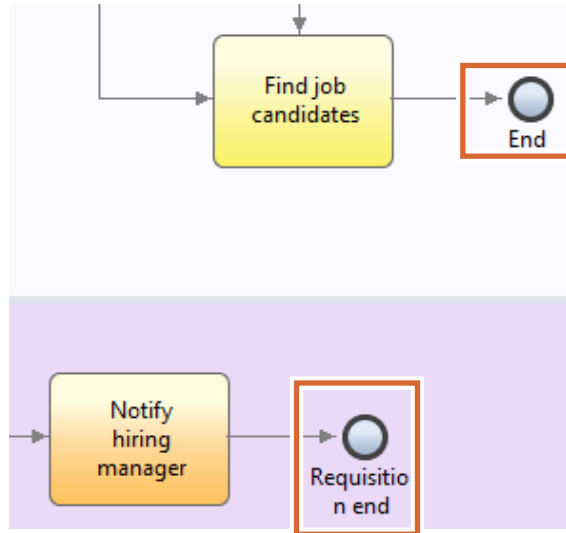 Find job
candidates
End
Notify
hiring
manager
Requisitio
n end